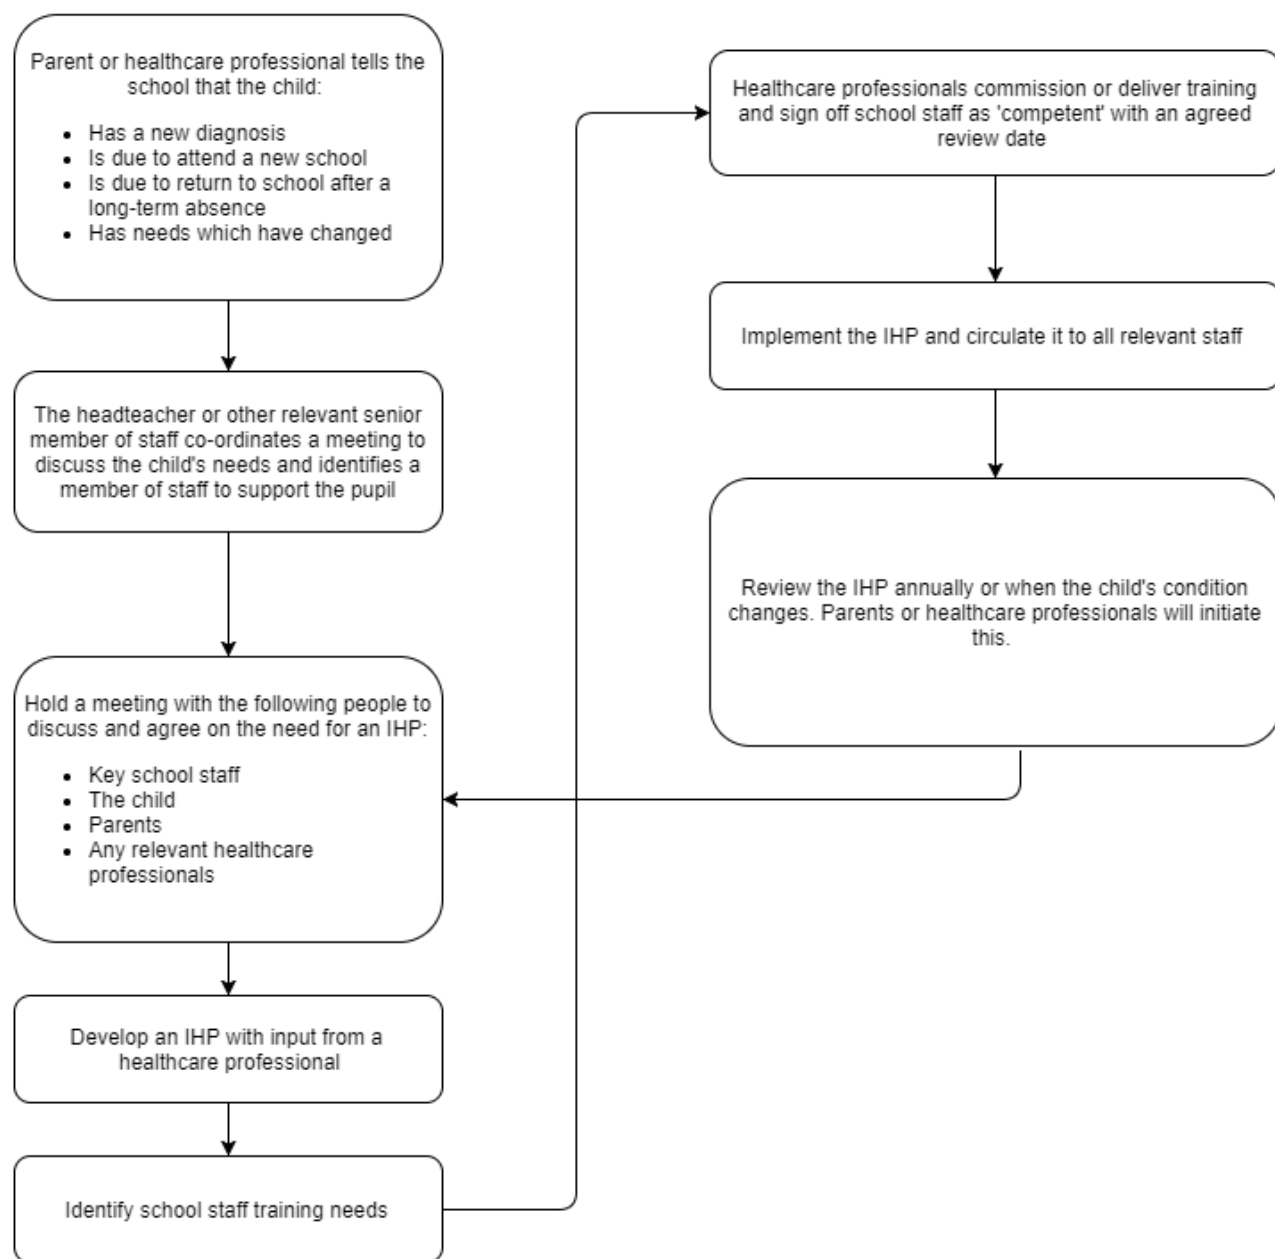 Parent or healthcare professional tells the
school that the child:
• Has a new diagnosis
• Is due to attend a new school
• Is due to return to school after a
long-term absence
• Has needs which have changed
The headteacher or other relevant senior
member of staff co-ordinates a meeting to
discuss the child's needs and identifies a
member of staff to support the pupil
Hold a meeting with the following people to
discuss and agree on the need for an IHP:
• Key school staff
• The child
• Parents
• Any relevant healthcare
professionals
Develop an IHP with input from a
healthcare professional
Identify school staff training needs
Healthcare professionals commission or deliver training
and sign off school staff as 'competent' with an agreed
review date
Implement the IHP and circulate it to all relevant staff
Review the IHP annually or when the child's condition
changes. Parents or healthcare professionals will initiate
this.